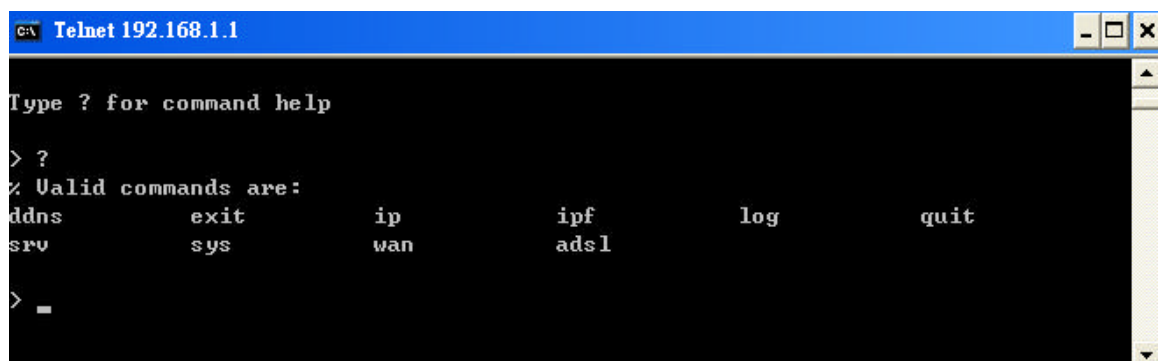 Telnet 192.168.1.1
Type ? for command help
> ?
% Valid commands are:
ddns exit ip ipf log quit
srv sys wan adsl
> _